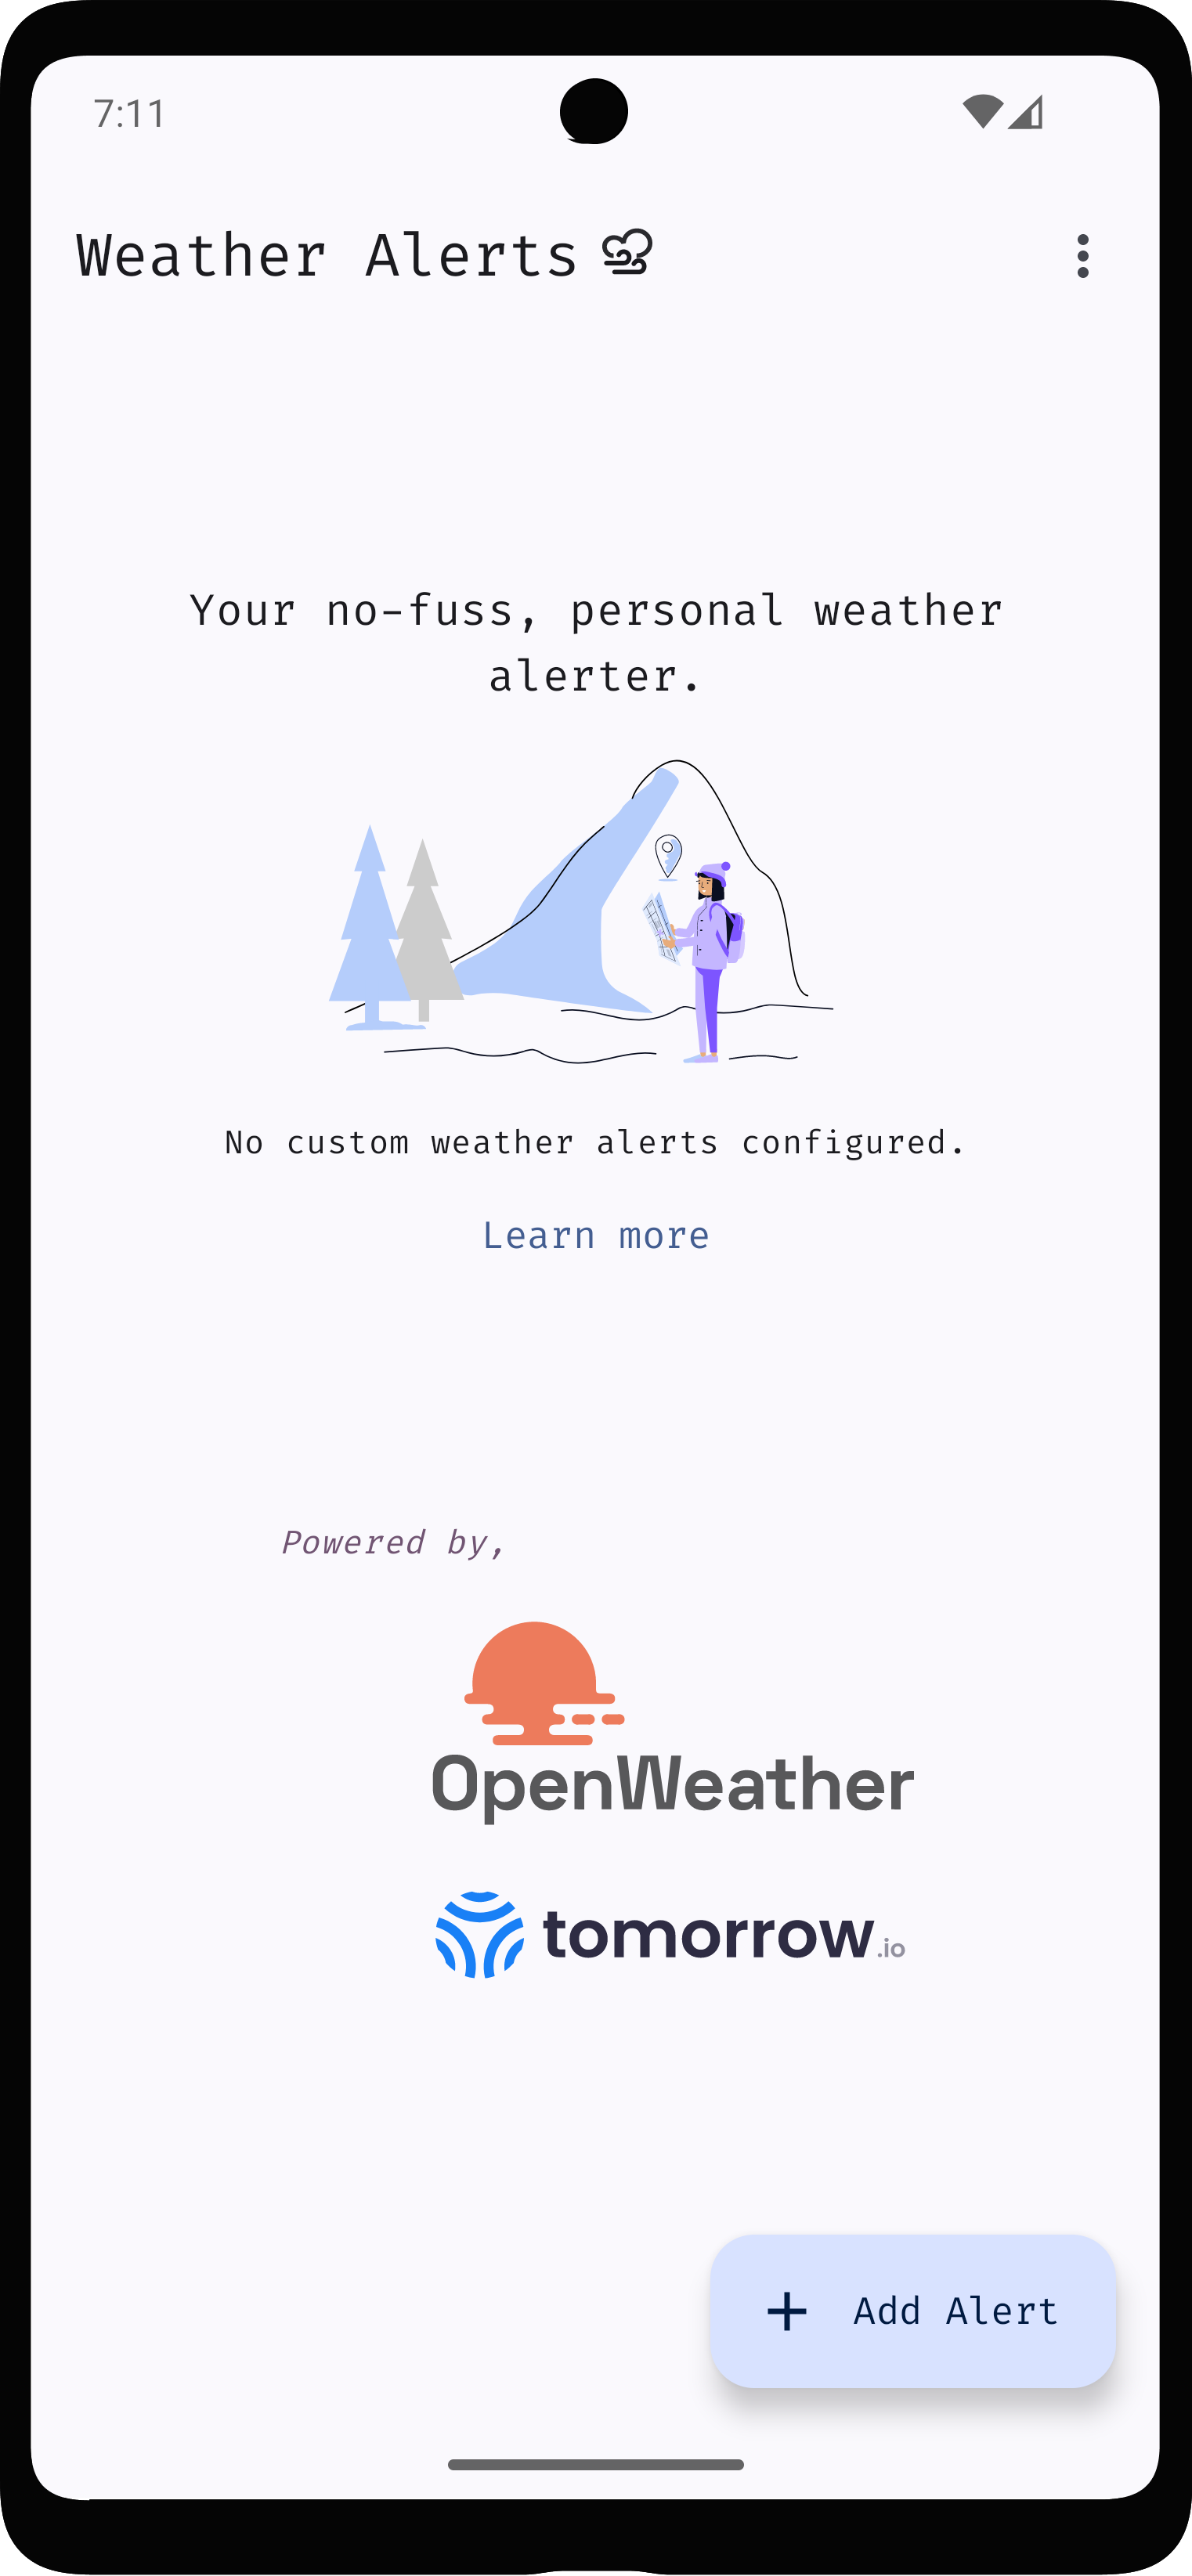 7:11
Weather Alerts
Your no-fuss, personal weather
alerter.
No custom weather alerts configured.
Learn more
Powered by,
OpenWeather
tomorrow.io
+ Add Alert